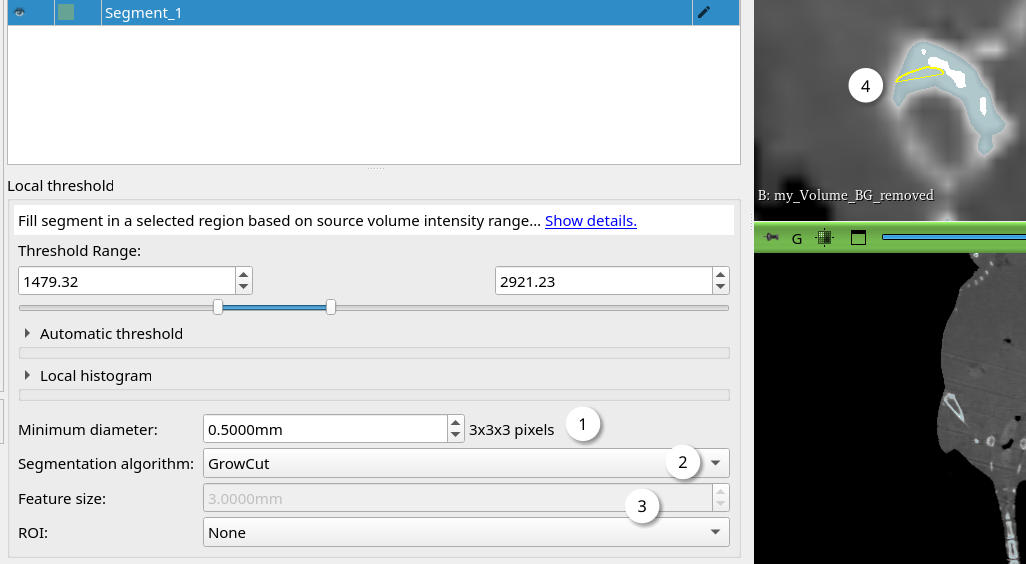 Segment_1
4
B: my_Volume_BG_removed
Local threshold
Fill segment in a selected region based on source volume intensity range... Show details.
G
Threshold Range:
1479.32 2921.23
Automatic threshold
Local histogram
Minimum diameter: 0.5000mm 3x3x3 pixels 1
Segmentation algorithm: GrowCut 2
Feature size: 3.0000mm 3
ROI: None